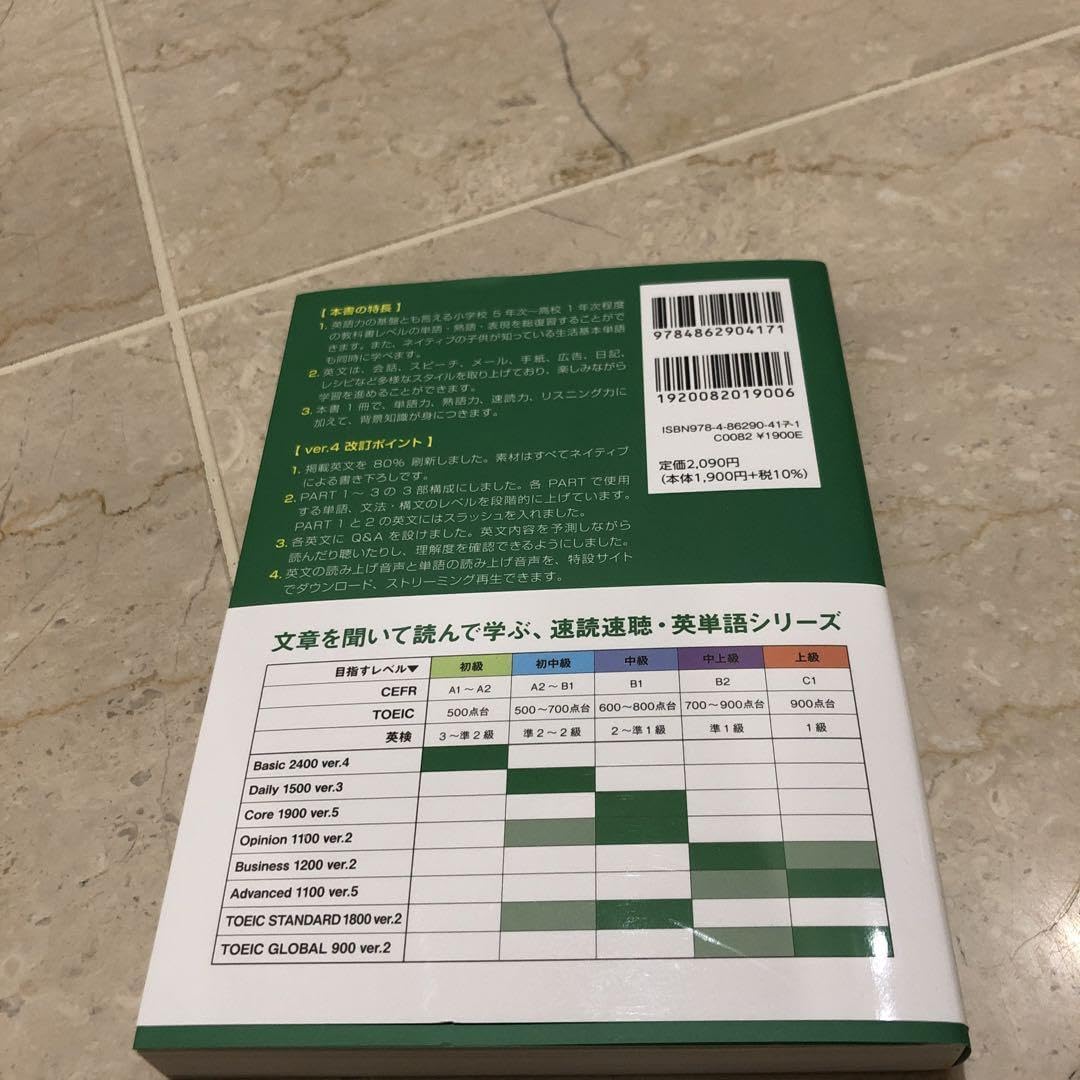 【本書の特長】
1. 英語力の基盤とも言える小学校 5 年次～高校 1 年次程度
の教科書レベルの単語・熟語・表現を総復習することがで
きます。また、ネイティブの子供が知っている生活基本単語
も同時に学べます。
2. 英文は、会話、スピーチ、メール、手紙、広告、日記、
レシピなど多様なスタイルを取り上げており、楽しみながら
学習を進めることができます。
3. 本書 1 冊で、単語力、熟語力、速読力、リスニング力に
加えて、背景知識が身につきます。
【ver.4 改訂ポイント】
1. 掲載英文を 80% 刷新しました。素材はすべてネイティブ
による書き下ろしです。
2. PART 1～ 3 の 3 部構成にしました。各 PART で使用
する単語、文法・構文のレベルを段階的に上げています。
PART 1 と 2 の英文にはスラッシュを入れました。
3. 各英文に Q&A を設けました。英文内容を予測しながら
読んだり聴いたりし、理解度を確認できるようにしました。
4. 英文の読み上げ音声と単語の読み上げ音声を、特設サイト
でダウンロード、ストリーミング再生できます。
9784862904171
1920082019006
ISBN978-4-86290-417-1
C0082 ¥1900E
定価2,090円
(本体1,900円+税10%)
文章を聞いて読んで学ぶ、速読速聴・英単語シリーズ
目指すレベル▼ 初級 初中級 中級 中上級 上級
CEFR A1～A2 A2～B1 B1 B2 C1
TOEIC 500点台 500～700点台 600～800点台 700～900点台 900点台
英検 3～準2級 準2～2級 2～準1級 準1級 1級
Basic 2400 ver.4
Daily 1500 ver.3
Core 1900 ver.5
Opinion 1100 ver.2
Business 1200 ver.2
Advanced 1100 ver.5
TOEIC STANDARD 1800 ver.2
TOEIC GLOBAL 900 ver.2